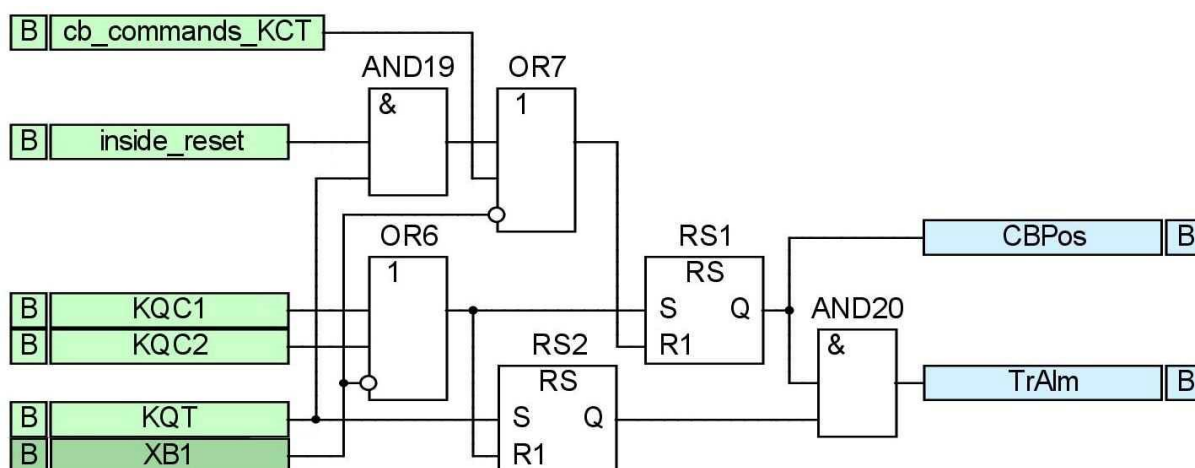 B cb_commands_KCT
AND19 OR7
& 1
B inside_reset
OR6 RS1
1 RS
CBPos B
B KQC1
S Q AND20
B KQC2
R1 &
RS2
RS
TrAlm B
B KQT
S Q
B XB1
R1